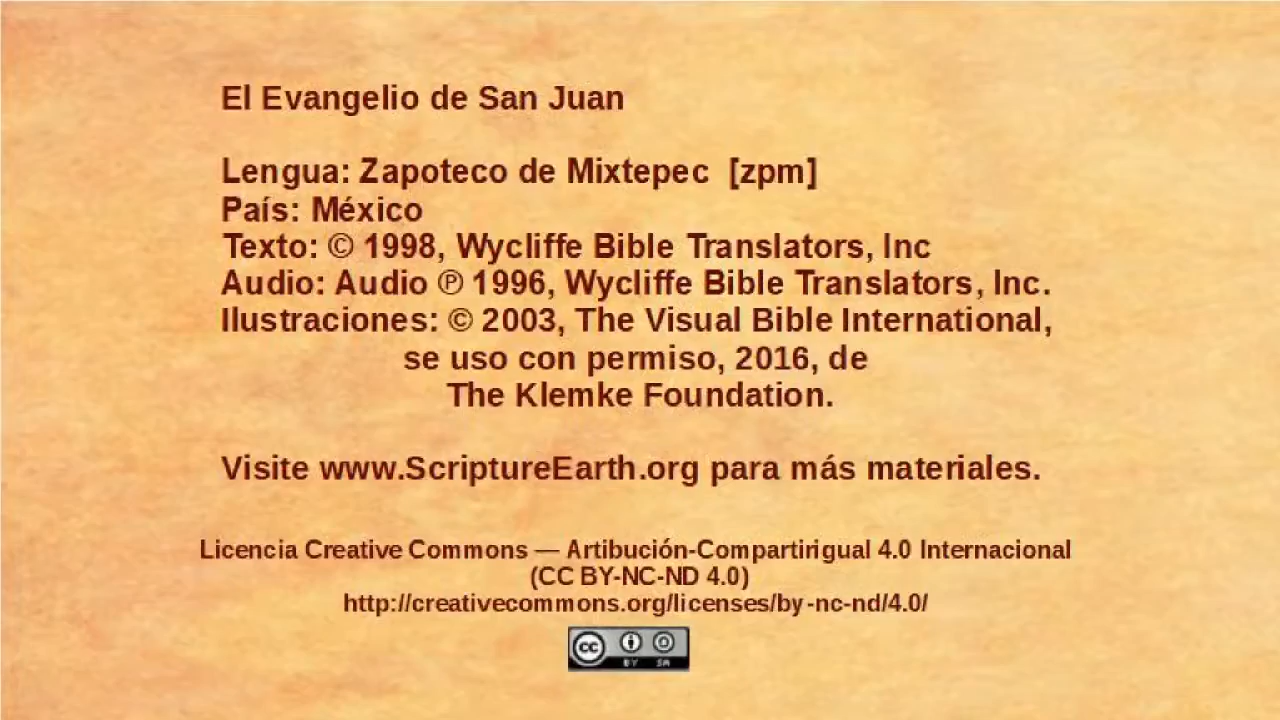 El Evangelio de San Juan
Lengua: Zapoteco de Mixtepec [zpm]
País: México
Texto: © 1998, Wycliffe Bible Translators, Inc
Audio: Audio ℗ 1996, Wycliffe Bible Translators, Inc.
Ilustraciones: © 2003, The Visual Bible International,
se uso con permiso, 2016, de
The Klemke Foundation.
Visite www.ScriptureEarth.org para más materiales.
Licencia Creative Commons — Artibución-Compartirigual 4.0 Internacional
(CC BY-NC-ND 4.0)
http://creativecommons.org/licenses/by-nc-nd/4.0/
cc
BY SA